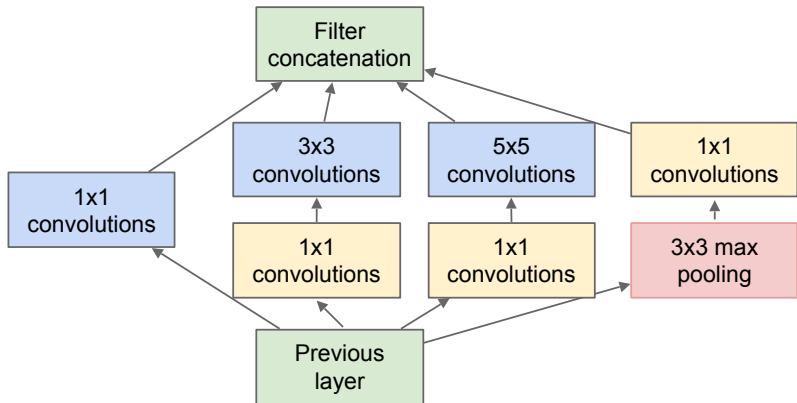 Filter
concatenation
3x3
convolutions
5x5
convolutions
1x1
convolutions
1x1
convolutions
1x1
convolutions
1x1
convolutions
3x3 max
pooling
Previous
layer